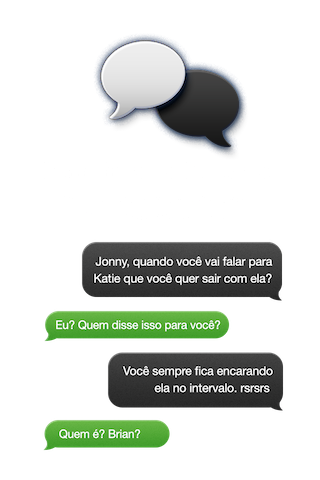 Jonny, quando você vai falar para
Katie que você quer sair com ela?
Eu? Quem disse isso para você?
Você sempre fica encarando
ela no intervalo. rsrsrs
Quem é? Brian?